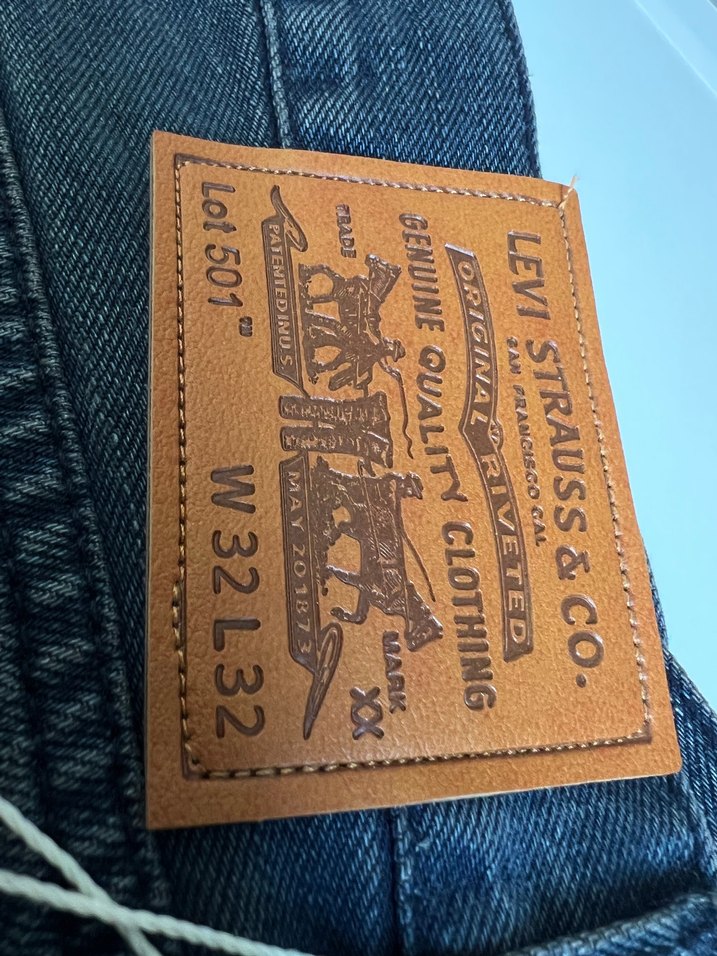 LEVI STRAUSS & CO.
SAN FRANCISCO CAL
ORIGINAL RIVETED
GENUINE QUALITY CLOTHING
TRADE MARK
XX
PATENTED IN U.S MAY 20 1873
Lot 501 " W 32 L 32